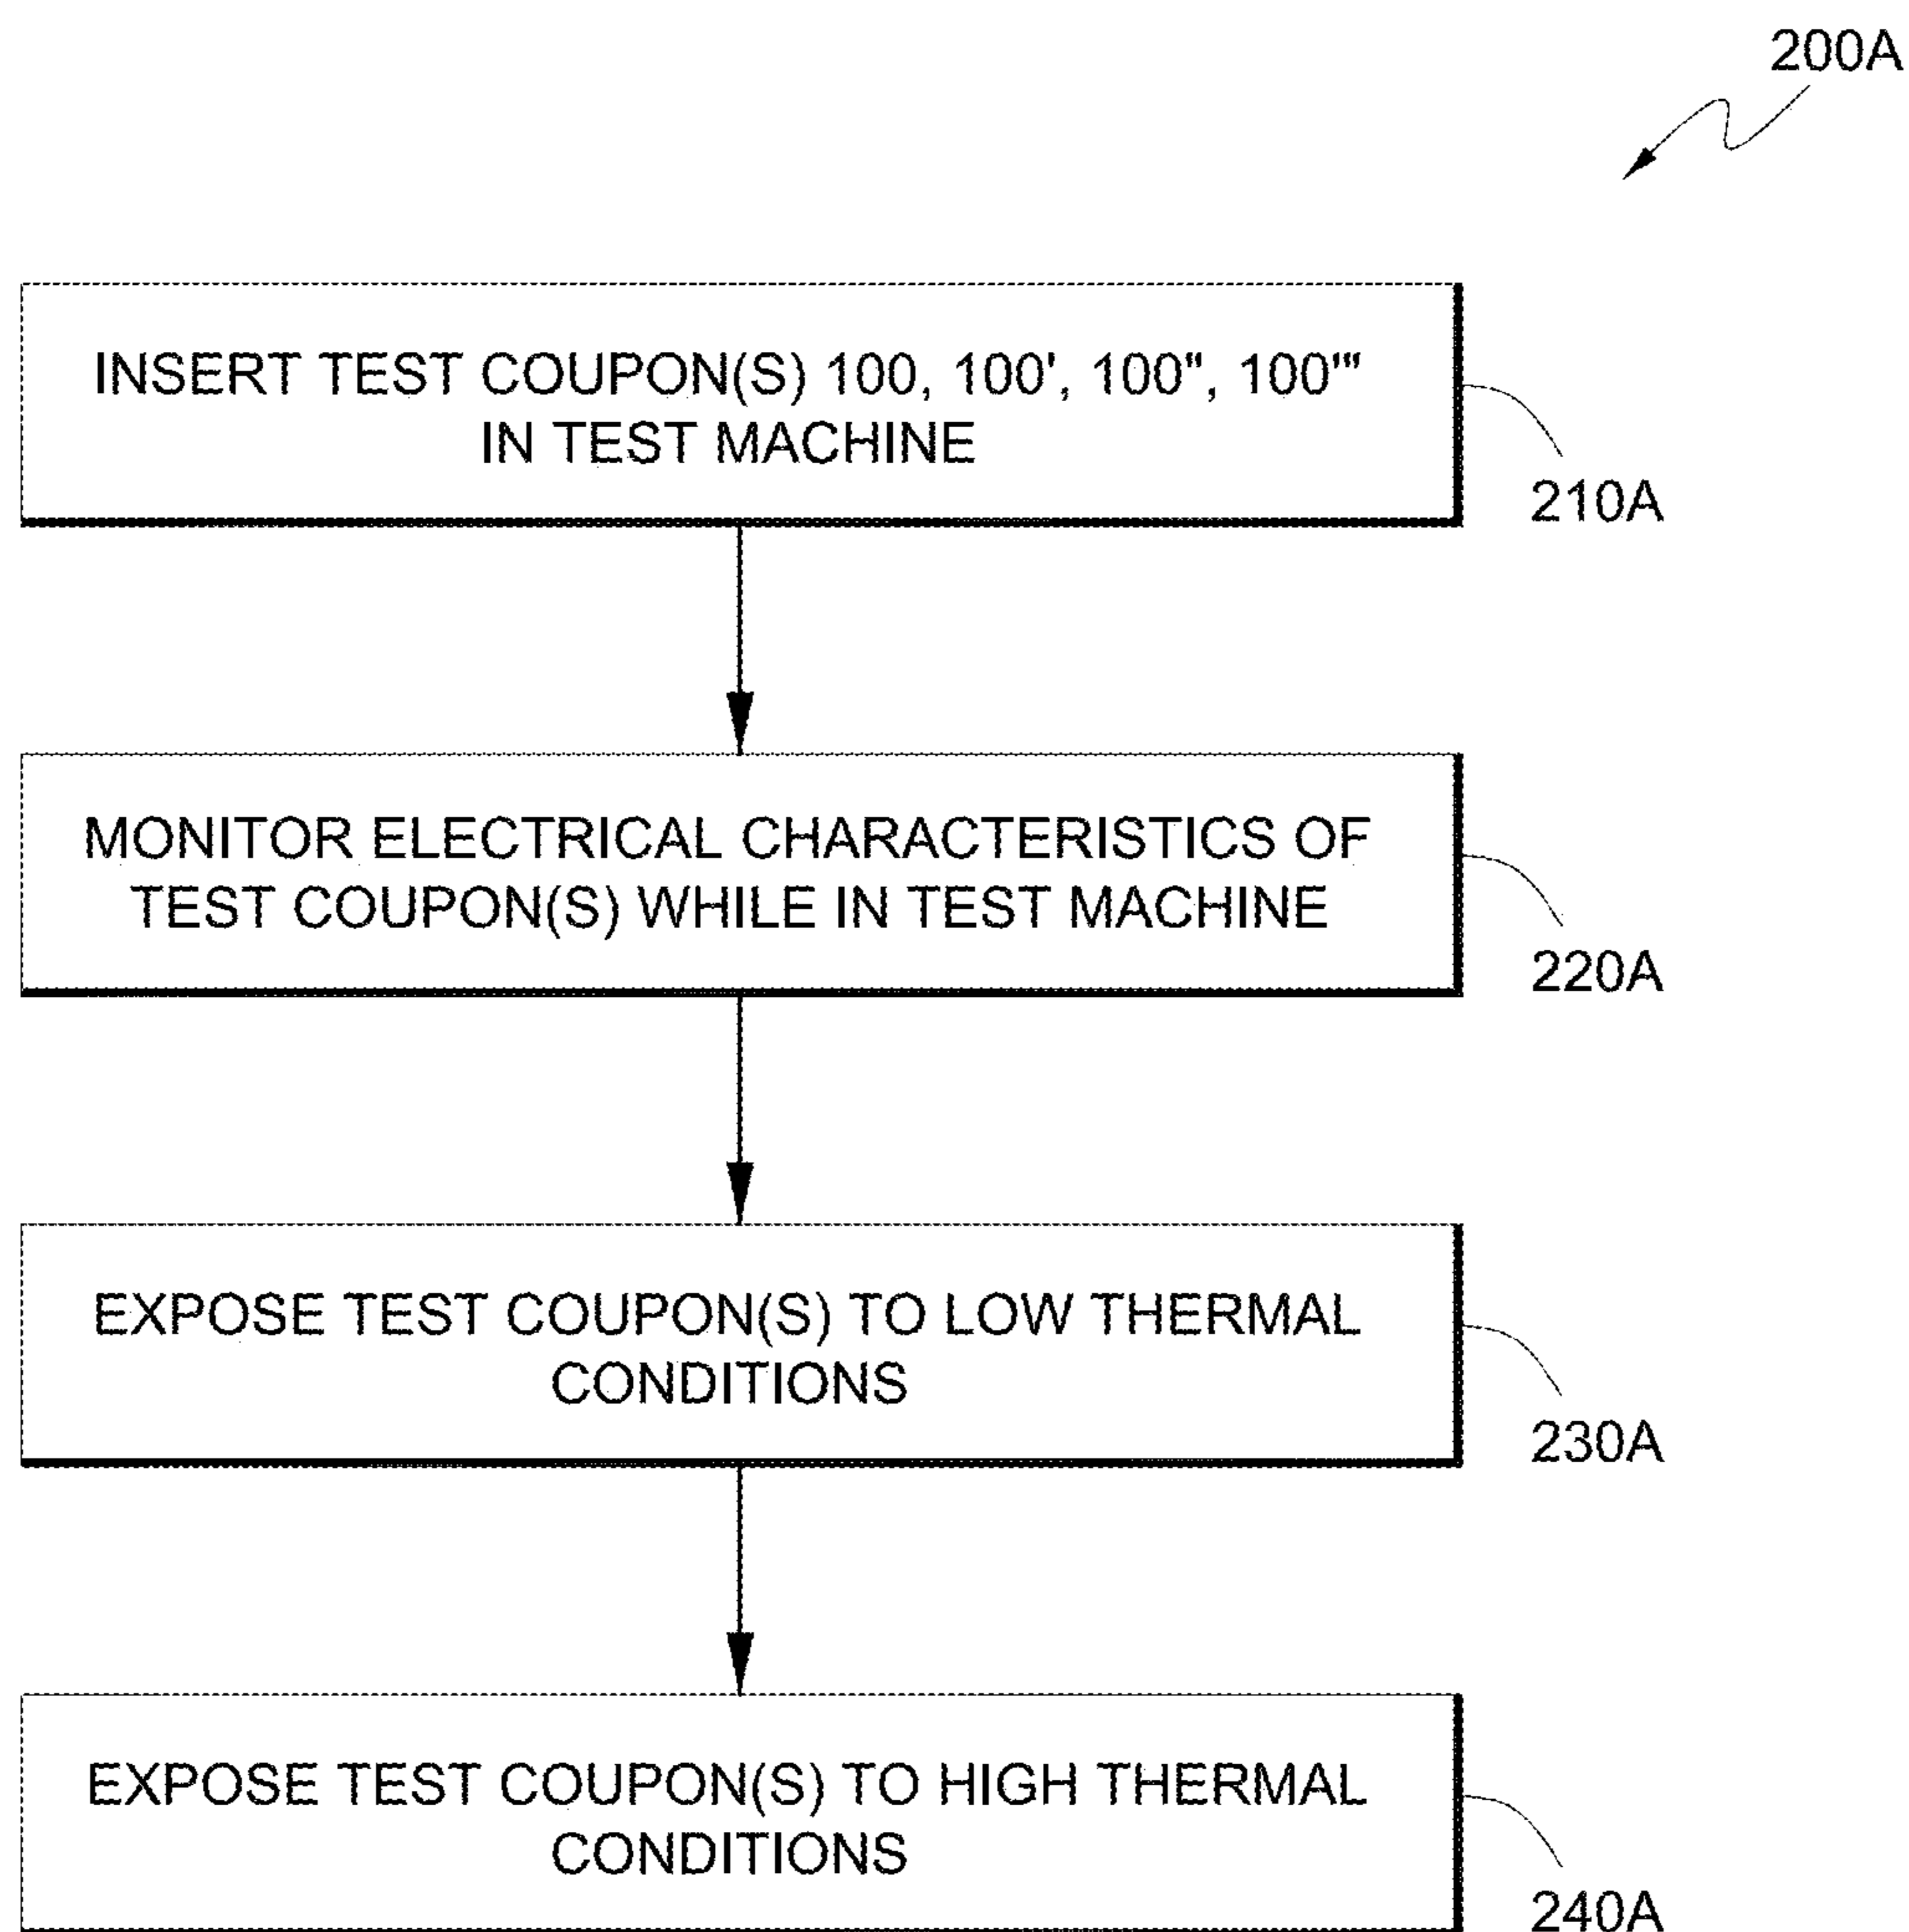 200A
INSERT TEST COUPON(S) 100, 100', 100", 100'"
IN TEST MACHINE
210A
MONITOR ELECTRICAL CHARACTERISTICS OF
TEST COUPON(S) WHILE IN TEST MACHINE
220A
EXPOSE TEST COUPON(S) TO LOW THERMAL
CONDITIONS
230A
EXPOSE TEST COUPON(S) TO HIGH THERMAL
CONDITIONS
240A